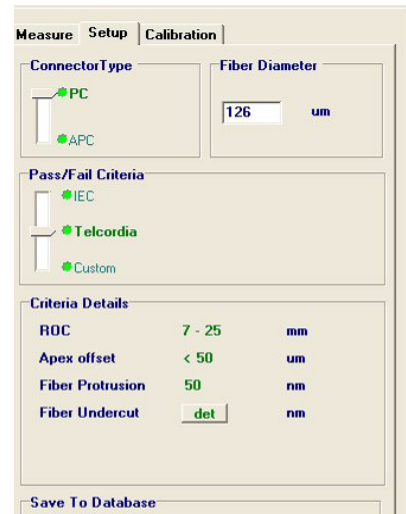 Measure Setup Calibration
ConnectorType
PC
APC
Fiber Diameter
126 um
Pass/Fail Criteria
IEC
Telcordia
Custom
Criteria Details
ROC 7 - 25 mm
Apex offset < 50 um
Fiber Protrusion 50 nm
Fiber Undercut det nm
Save To Database